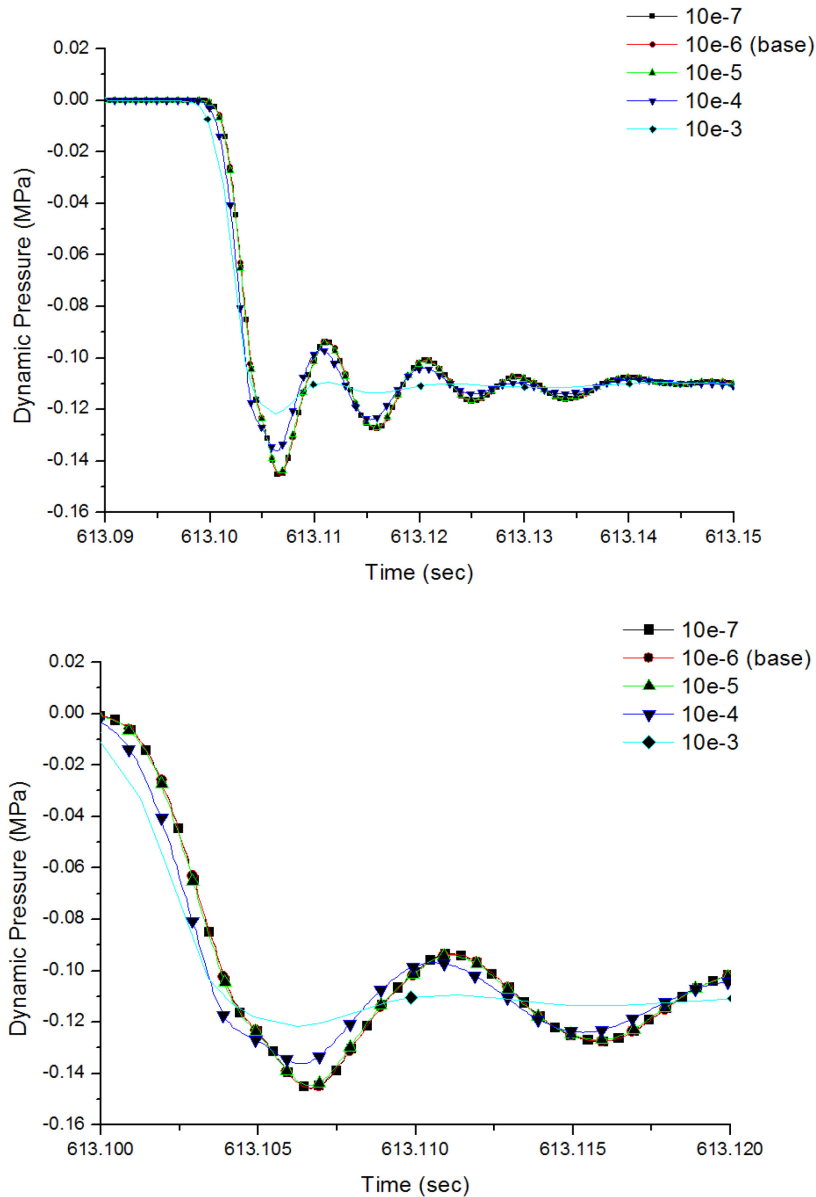 10e-7
10e-6 (base)
10e-5
10e-4
10e-3
0.02
0.00
-0.02
-0.04
-0.06
-0.08
-0.10
-0.12
-0.14
-0.16
Dynamic Pressure (MPa)
613.09 613.10 613.11 613.12 613.13 613.14 613.15
Time (sec)
10e-7
10e-6 (base)
10e-5
10e-4
10e-3
0.02
0.00
-0.02
-0.04
-0.06
-0.08
-0.10
-0.12
-0.14
-0.16
Dynamic Pressure (MPa)
613.100 613.105 613.110 613.115 613.120
Time (sec)